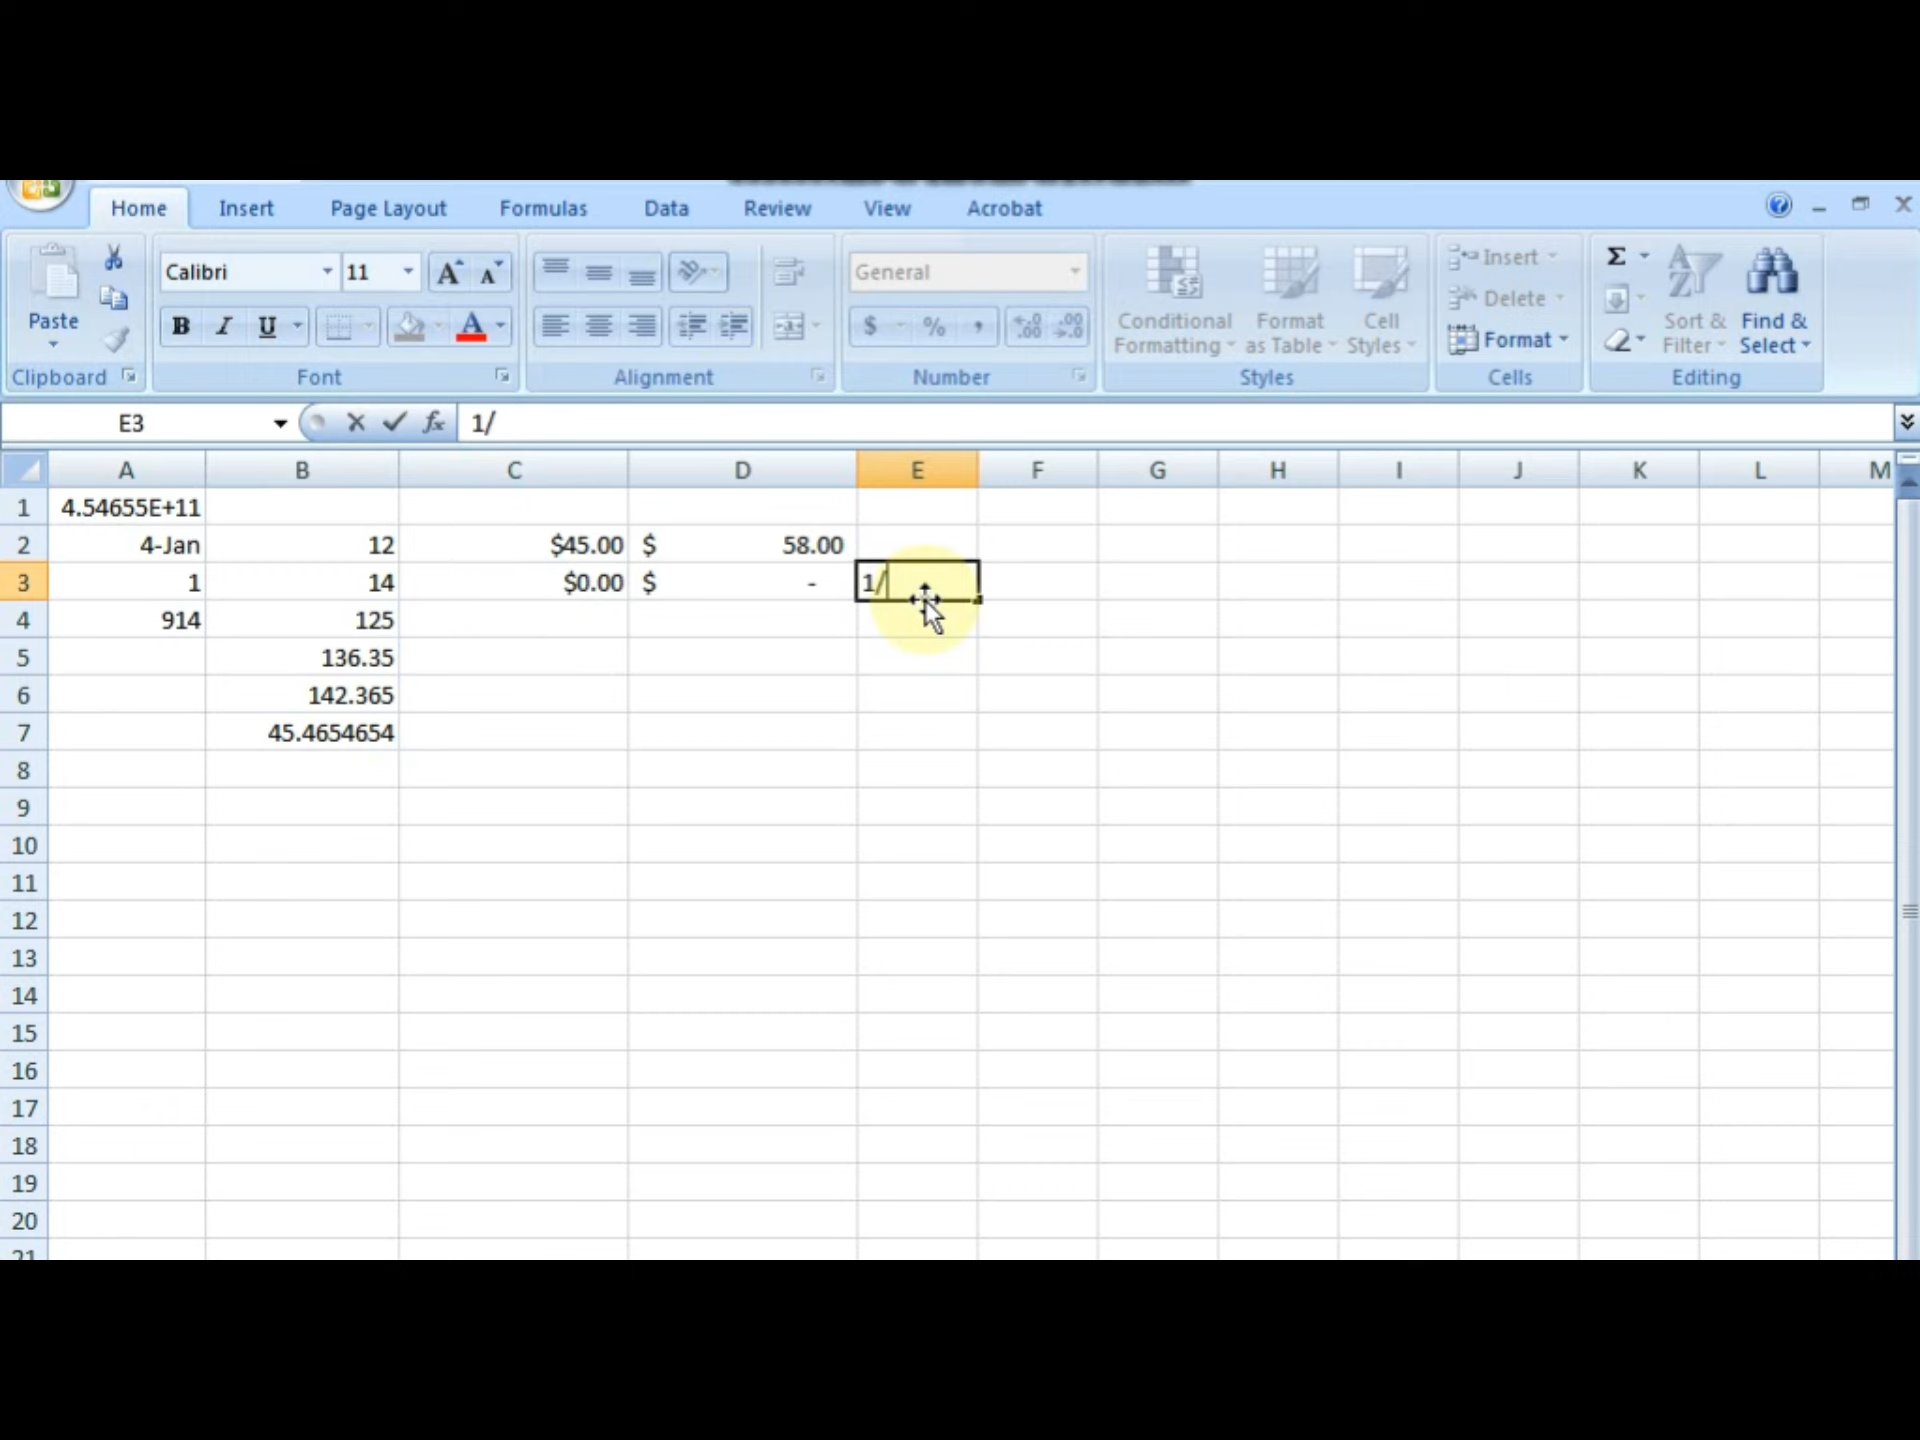 Home Insert Page Layout Formulas Data Review View Acrobat
Paste
Clipboard
Calibri 11 A A
B I U A
Font
Alignment
General
$ % ,
Number
Conditional Formatting
Format as Table
Cell Styles
Styles
Insert
Delete
Format
Cells
Σ
Sort & Filter
Find & Select
Editing
E3 fx 1/
A B C D E F G H I J K L M
1 4.54655E+11
2 4-Jan 12 $45.00 $ 58.00
3 1 14 $0.00 $ - 1/
4 914 125
5 136.35
6 142.365
7 45.4654654
8
9
10
11
12
13
14
15
16
17
18
19
20
21